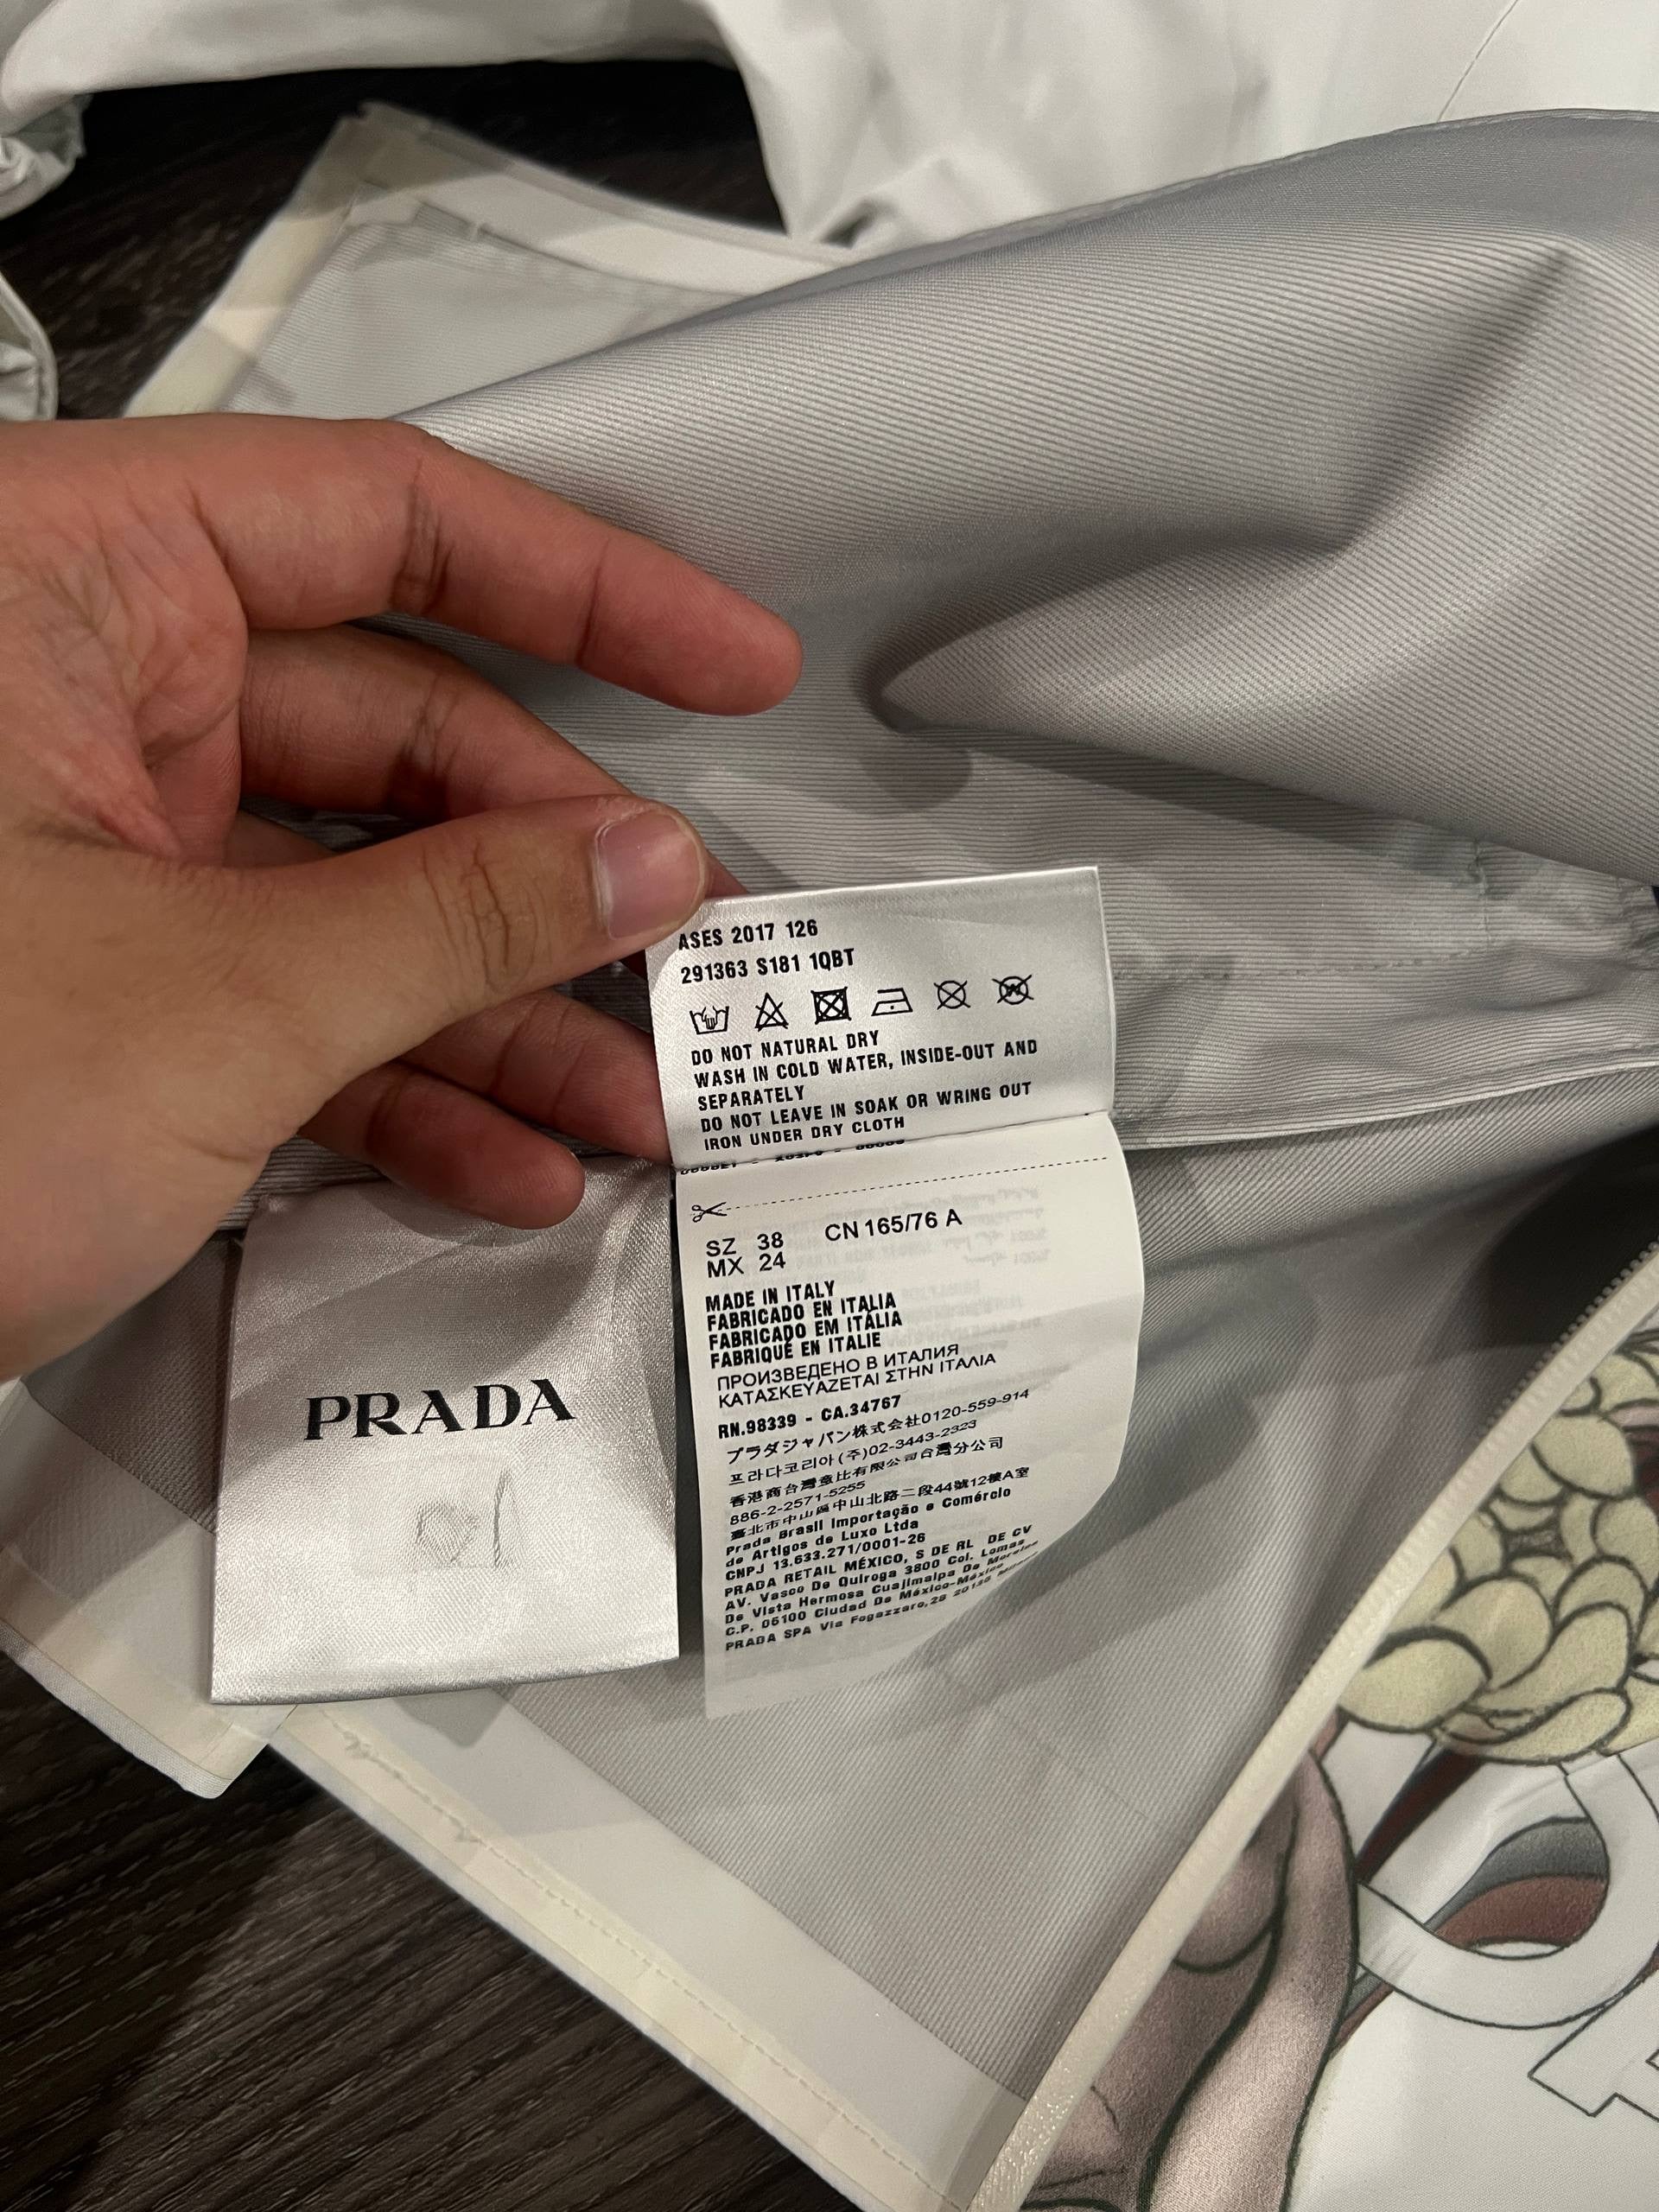 ASES 2017 126
291363 S181 1QBT
DO NOT NATURAL DRY
WASH IN COLD WATER, INSIDE-OUT AND
SEPARATELY
DO NOT LEAVE IN SOAK OR WRING OUT
IRON UNDER DRY CLOTH
SZ 38 CN 165/76 A
MX 24
MADE IN ITALY
FABRICADO EN ITALIA
FABRICADO EM ITÁLIA
FABRIQUÉ EN ITALIE
ПРОИЗВЕДЕНО В ИТАЛИЯ
ΚΑΤΑΣΚΕΥΑΖΕΤΑΙ ΣΤΗΝ ΙΤΑΛΙΑ
RN.98339 - CA.34767
プラダジャパン株式会社0120-559-914
프라다코리아(주)02-3443-2323
香港商台灣章比有限公司台灣分公司
886-2-2571-5255
臺北市中山區中山北路二段44號12樓A室
Prada Brasil Importação e Comércio
de Artigos de Luxo Ltda
CNPJ 13.633.271/0001-26
PRADA RETAIL MÉXICO, S DE RL DE CV
AV. Vasco De Quiroga 3800 Col. Lomas
De Vista Hermosa Cuajimalpa De Morelos
C.P. 05100 Ciudad De México-México
PRADA SPA Via Fogazzaro,28 20135
PRADA